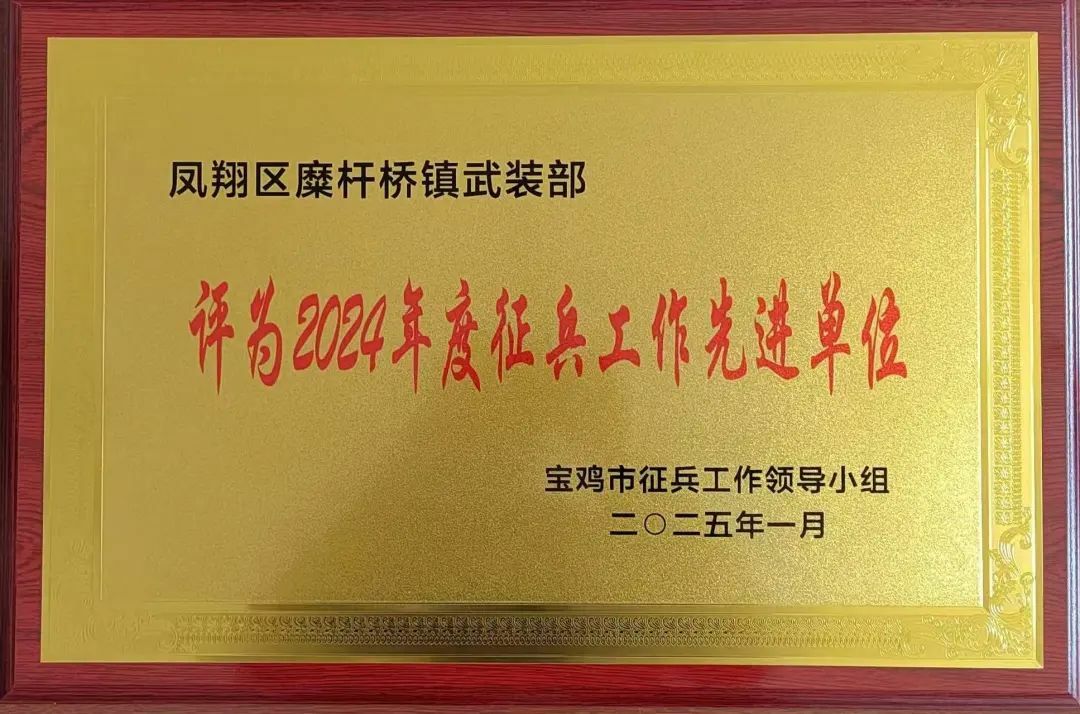 凤翔区糜杆桥镇武装部
评为2024年度征兵工作先进单位
宝鸡市征兵工作领导小组
二〇二五年一月